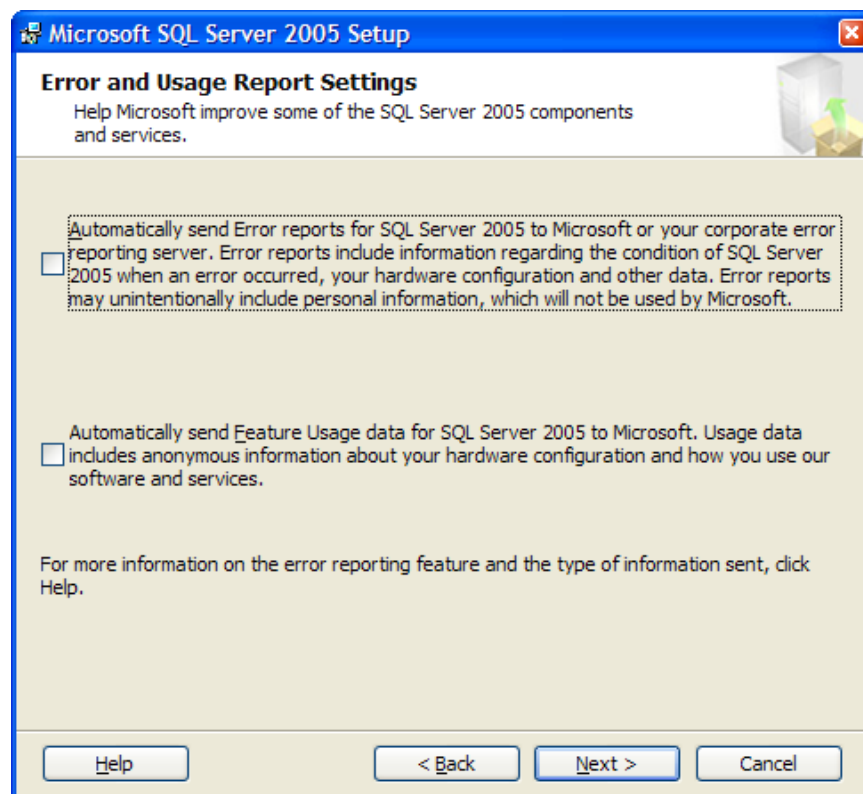 Microsoft SQL Server 2005 Setup
Error and Usage Report Settings
Help Microsoft improve some of the SQL Server 2005 components
and services.
Automatically send Error reports for SQL Server 2005 to Microsoft or your corporate error
reporting server. Error reports include information regarding the condition of SQL Server
2005 when an error occurred, your hardware configuration and other data. Error reports
may unintentionally include personal information, which will not be used by Microsoft.
Automatically send Feature Usage data for SQL Server 2005 to Microsoft. Usage data
includes anonymous information about your hardware configuration and how you use our
software and services.
For more information on the error reporting feature and the type of information sent, click
Help.
Help < Back Next > Cancel